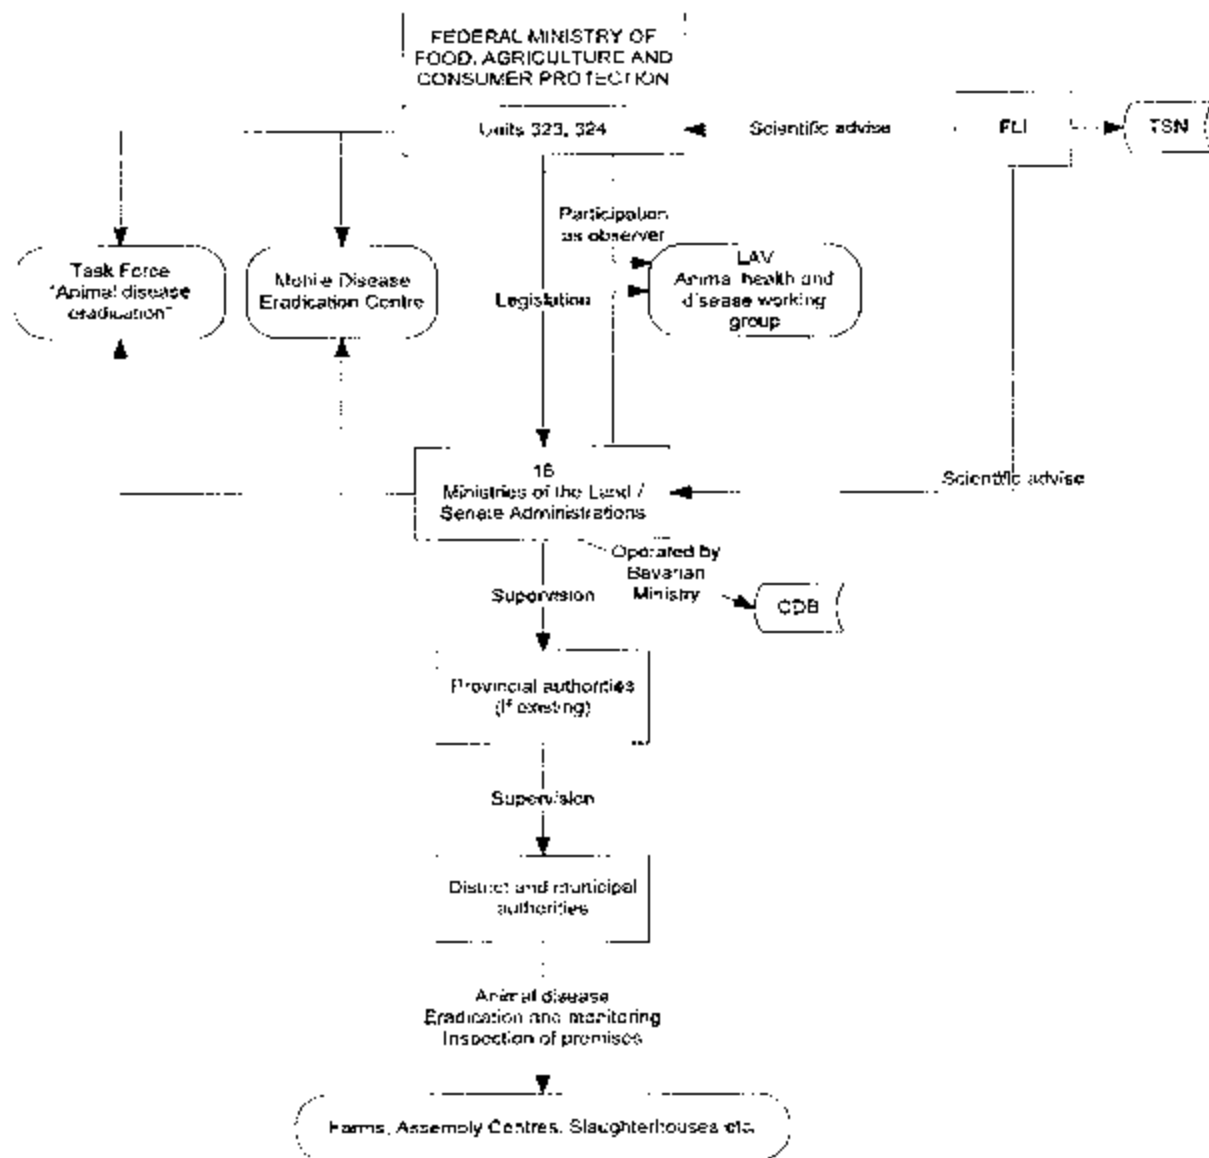 FEDERAL MINISTRY OF
FOOD, AGRICULTURE AND
CONSUMER PROTECTION
Units 323, 324
Scientific advise
FLI
TSN
Participation
as observer
Task Force
"Animal disease
eradication"
Mobile Disease
Eradication Centre
Legislation
LAV
Animal health and
disease working
group
16
Ministries of the Land /
Senate Administrations
Scientific advise
Operated by
Bavarian
Ministry
Supervision
CDB
Provincial authorities
(if existing)
Supervision
District and municipal
authorities
Animal disease
Eradication and monitoring
Inspection of premises
Farms, Assembly Centres, Slaughterhouses etc.